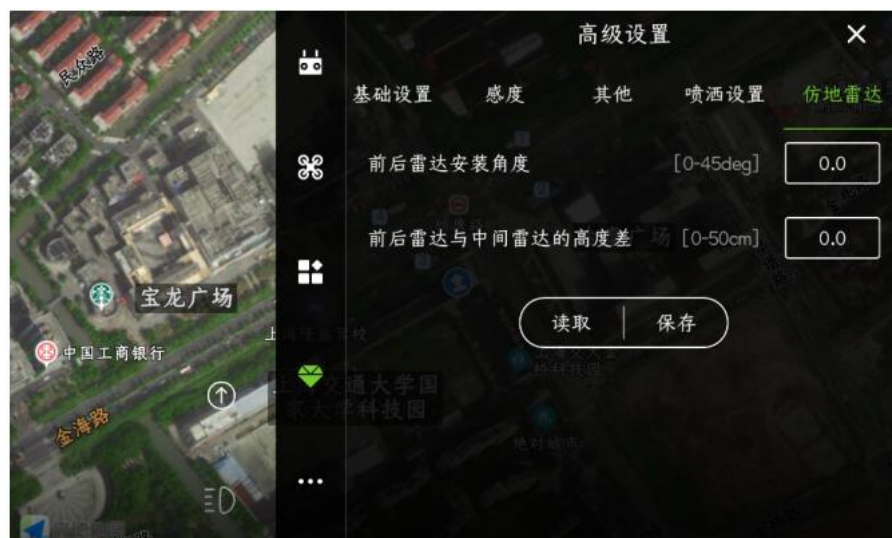 高级设置
基础设置 感度 其他 喷洒设置 仿地雷达
前后雷达安装角度 [0-45deg] 0.0
前后雷达与中间雷达的高度差 [0-50cm] 0.0
读取 保存
民众路
宝龙广场
中国工商银行
金海路
上海交通大学国
家大学科技园
绝对城市